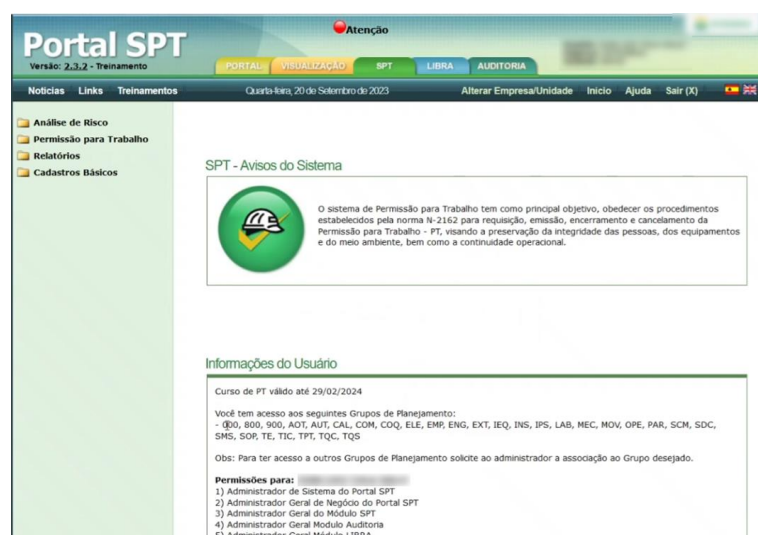 Atenção
Portal SPT
Versão: 2.3.2 - Treinamento
PORTAL VISUALIZAÇÃO SPT LIBRA AUDITORIA
Notícias Links Treinamentos Quarta-feira, 20 de Setembro de 2023 Alterar Empresa/Unidade Inicio Ajuda Sair (X)
Análise de Risco
Permissão para Trabalho
Relatórios
Cadastros Básicos
SPT - Avisos do Sistema
O sistema de Permissão para Trabalho tem como principal objetivo, obedecer os procedimentos
estabelecidos pela norma N-2162 para requisição, emissão, encerramento e cancelamento da
Permissão para Trabalho - PT, visando a preservação da integridade das pessoas, dos equipamentos
e do meio ambiente, bem como a continuidade operacional.
Informações do Usuário
Curso de PT válido até 29/02/2024
Você tem acesso aos seguintes Grupos de Planejamento:
- 000, 800, 900, AOT, AUT, CAL, COM, COQ, ELE, EMP, ENG, EXT, IEQ, INS, IPS, LAB, MEC, MOV, OPE, PAR, SCM, SDC,
SMS, SOP, TE, TIC, TPT, TQC, TQS
Obs: Para ter acesso a outros Grupos de Planejamento solicite ao administrador a associação ao Grupo desejado.
Permissões para:
1) Administrador de Sistema do Portal SPT
2) Administrador Geral de Negócio do Portal SPT
3) Administrador Geral do Módulo SPT
4) Administrador Geral Modulo Auditoria
5) Administrador Geral Módulo LIBRA